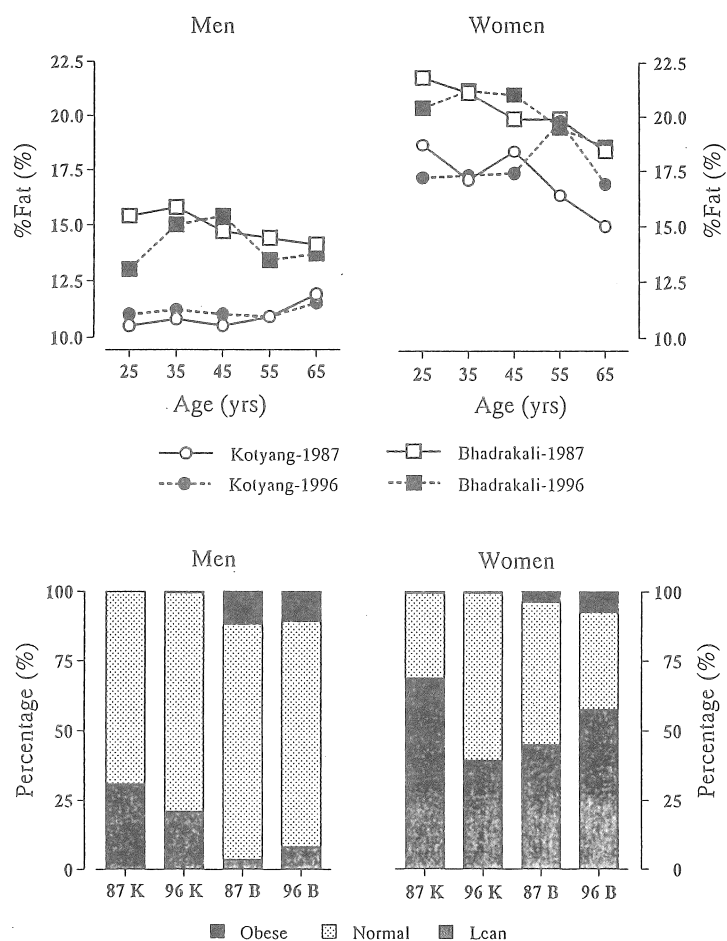 Men Women
22.5 22.5
20.0 20.0
17.5 17.5
15.0 15.0
12.5 12.5
10.0 10.0
%Fat (%) %Fat (%)
25 35 45 55 65 25 35 45 55 65
Age (yrs) Age (yrs)
Kotyang-1987 Bhadrakali-1987
Kotyang-1996 Bhadrakali-1996
Men Women
100 100
75 75
50 50
25 25
0 0
Percentage (%) Percentage (%)
87 K 96 K 87 B 96 B 87 K 96 K 87 B 96 B
Obese Normal Lean